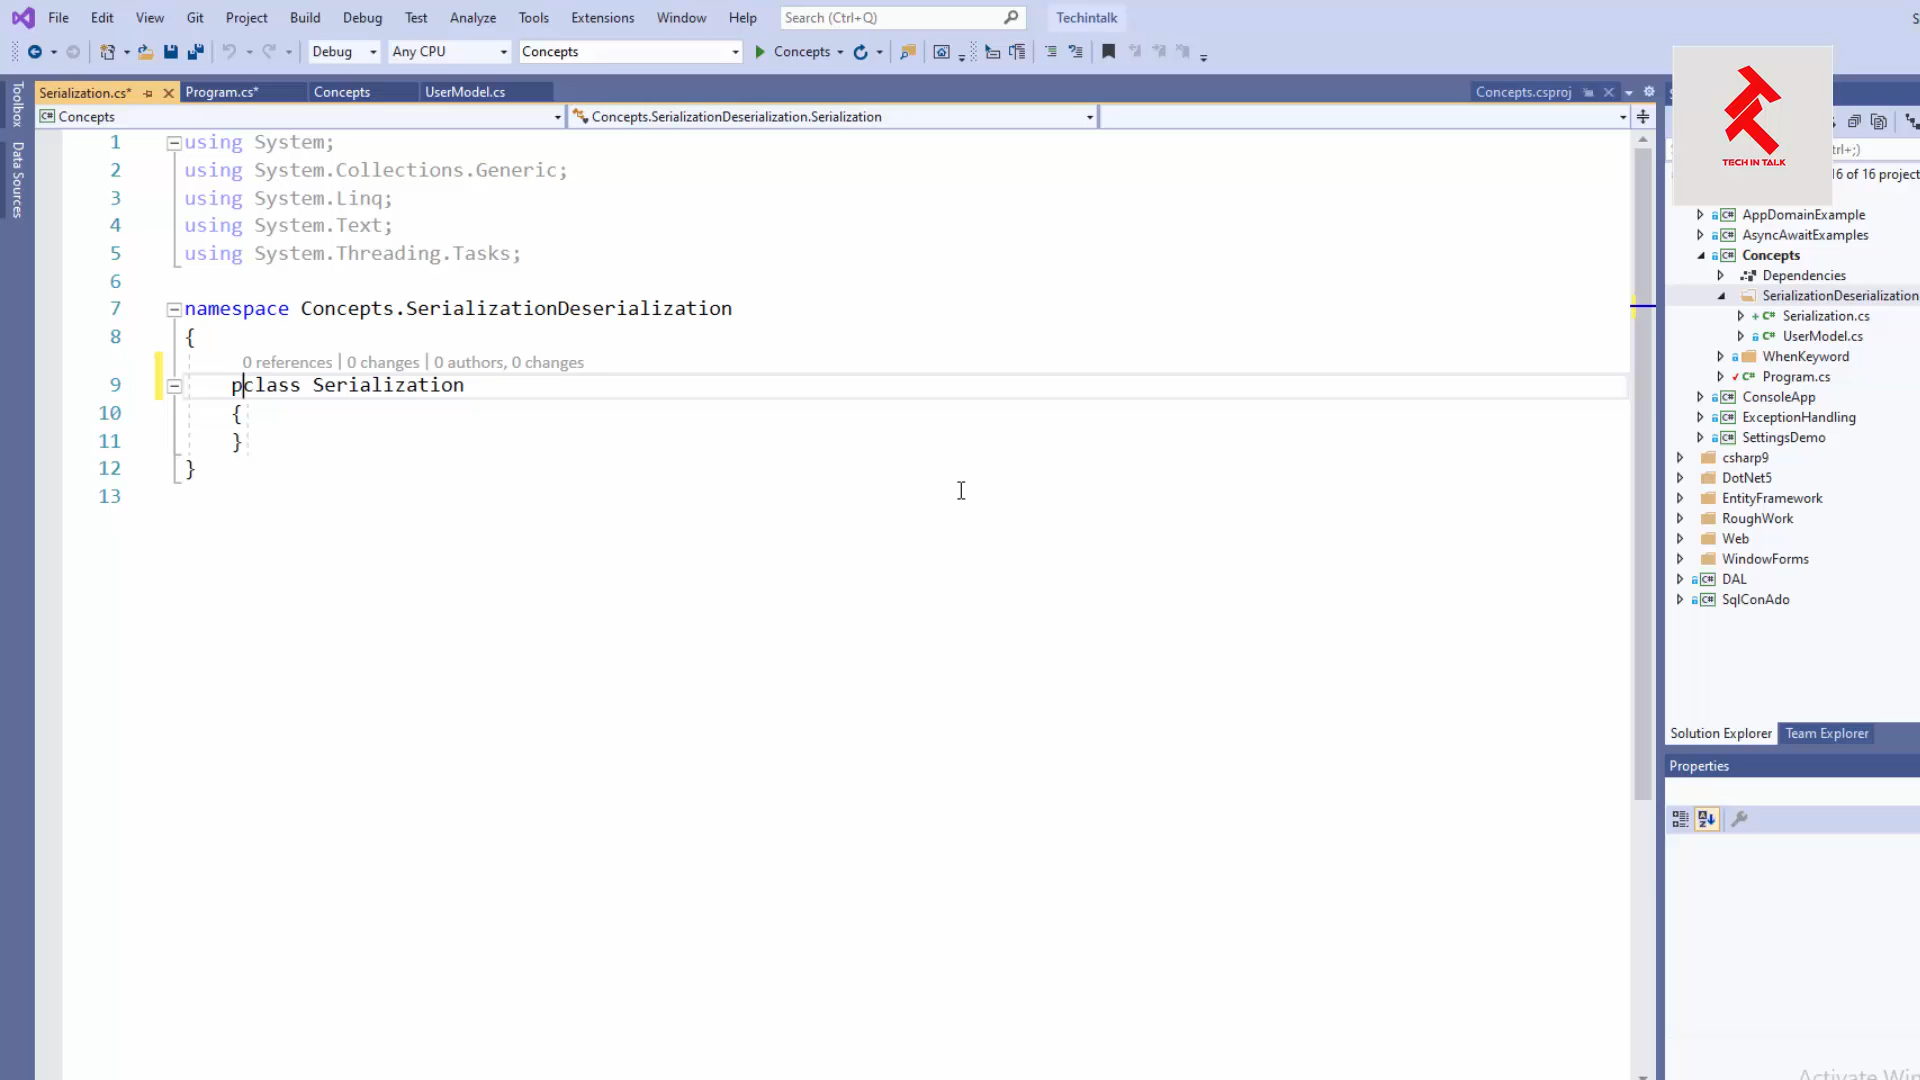 File Edit View Git Project Build Debug Test Analyze Tools Extensions Window Help Search (Ctrl+Q) Techintalk
Debug Any CPU Concepts Concepts
Serialization.cs* Program.cs* Concepts UserModel.cs Concepts.csproj
Concepts Concepts.SerializationDeserialization.Serialization
Toolbox
Data Sources
1 using System;
2 using System.Collections.Generic;
3 using System.Linq;
4 using System.Text;
5 using System.Threading.Tasks;
6
7 namespace Concepts.SerializationDeserialization
8 {
0 references | 0 changes | 0 authors, 0 changes
9 pclass Serialization
10 {
11 }
12 }
13
TECH IN TALK
trl+;)
16 of 16 project
AppDomainExample
AsyncAwaitExamples
Concepts
Dependencies
SerializationDeserialization
Serialization.cs
UserModel.cs
WhenKeyword
Program.cs
ConsoleApp
ExceptionHandling
SettingsDemo
csharp9
DotNet5
EntityFramework
RoughWork
Web
WindowForms
DAL
SqlConAdo
Solution Explorer Team Explorer
Properties